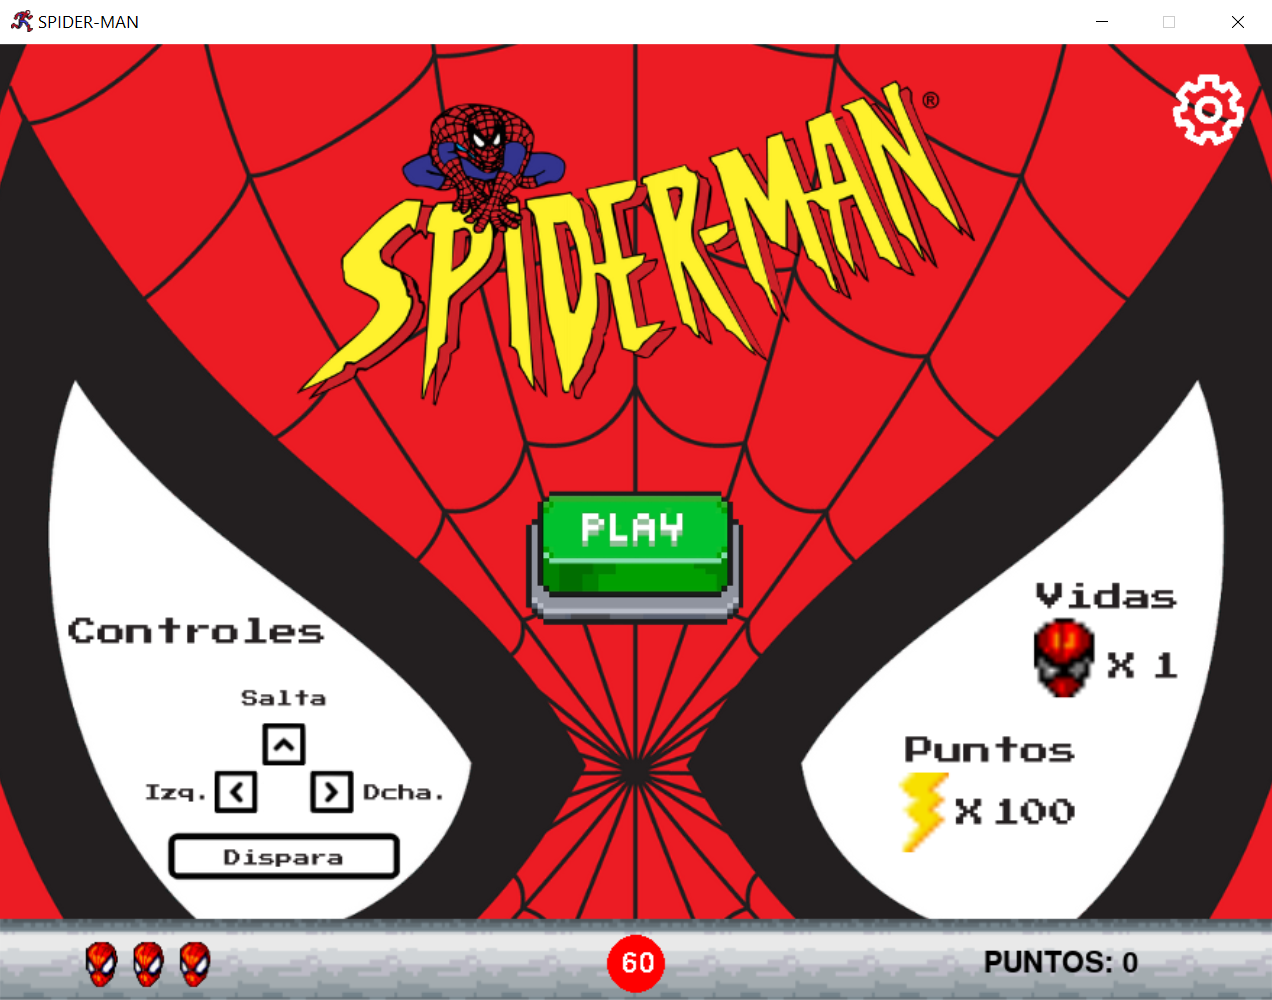 SPIDER-MAN
SPIDER-MAN®
PLAY
Controles
Salta
Izq.
Dcha.
Dispara
Vidas
X 1
Puntos
X 100
60
PUNTOS: 0